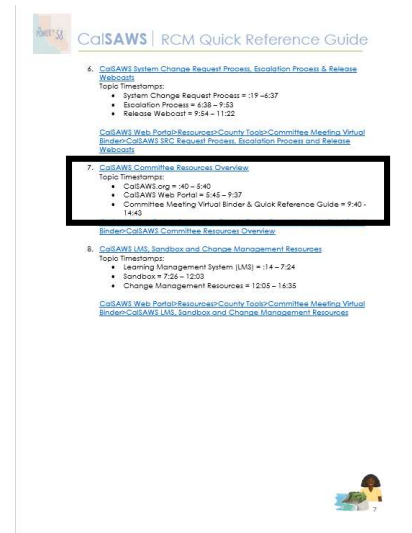 CalSAWS | RCM Quick Reference Guide
6. CalSAWS System Change Request Process, Escalation Process & Release
Webcasts
Topic Timestamps:
• System Change Request Process = :19 –6:37
• Escalation Process = 6:38 – 9:53
• Release Webcast = 9:54 – 11:22
CalSAWS Web Portal>Resources>County Tools>Committee Meeting Virtual
Binder>CalSAWS SRC Request Process, Escalation Process and Release
Webcasts
7. CalSAWS Committee Resources Overview
Topic Timestamps:
• CalSAWS.org = :40 – 5:40
• CalSAWS Web Portal = 5:45 – 9:37
• Committee Meeting Virtual Binder & Quick Reference Guide = 9:40 -
14:43
Binder>CalSAWS Committee Resources Overview
8. CalSAWS LMS, Sandbox and Change Management Resources
Topic Timestamps:
• Learning Management System (LMS) = :14 – 7:24
• Sandbox = 7:26 – 12:03
• Change Management Resources = 12:05 – 16:35
CalSAWS Web Portal>Resources>County Tools>Committee Meeting Virtual
Binder>CalSAWS LMS, Sandbox and Change Management Resources
7